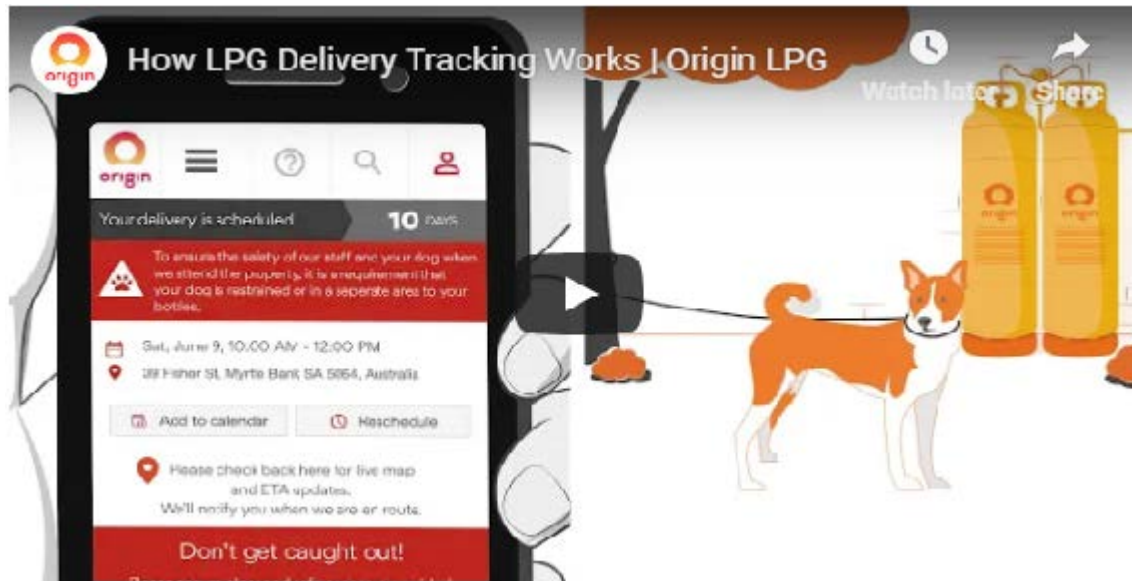 origin
How LPG Delivery Tracking Works | Origin LPG
Watch later
Share
origin
Your delivery is scheduled 10 DAYS
To ensure the safety of our staff and your dog when
we attend the property, it is a requirement that
your dog is restrained or in a seperate area to your
bottles.
Sat, June 9, 10:00 AM - 12:00 PM
39 Fisher St, Myrtle Bank SA 5064, Australia
Add to calendar
Reschedule
Please check back here for live map
and ETA updates.
We'll notify you when we are en route.
Don't get caught out!
origin
origin